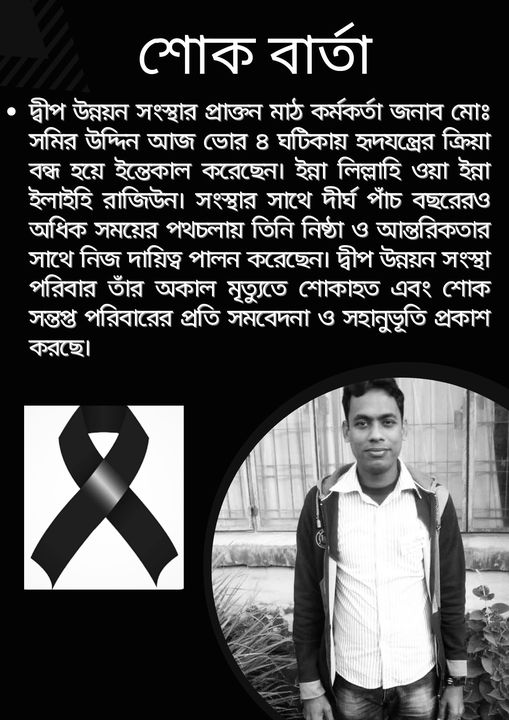 শোক বার্তা
• দ্বীপ উন্নয়ন সংস্থার প্রাক্তন মাঠ কর্মকর্তা জনাব মোঃ
সমির উদ্দিন আজ ভোর ৪ ঘটিকায় হৃদযন্ত্রের ক্রিয়া
বন্ধ হয়ে ইন্তেকাল করেছেন। ইন্না লিল্লাহি ওয়া ইন্না
ইলাইহি রাজিউন। সংস্থার সাথে দীর্ঘ পাঁচ বছরেরও
অধিক সময়ের পথচলায় তিনি নিষ্ঠা ও আন্তরিকতার
সাথে নিজ দায়িত্ব পালন করেছেন। দ্বীপ উন্নয়ন সংস্থা
পরিবার তাঁর অকাল মৃত্যুতে শোকাহত এবং শোক
সন্তপ্ত পরিবারের প্রতি সমবেদনা ও সহানুভূতি প্রকাশ
করছে।